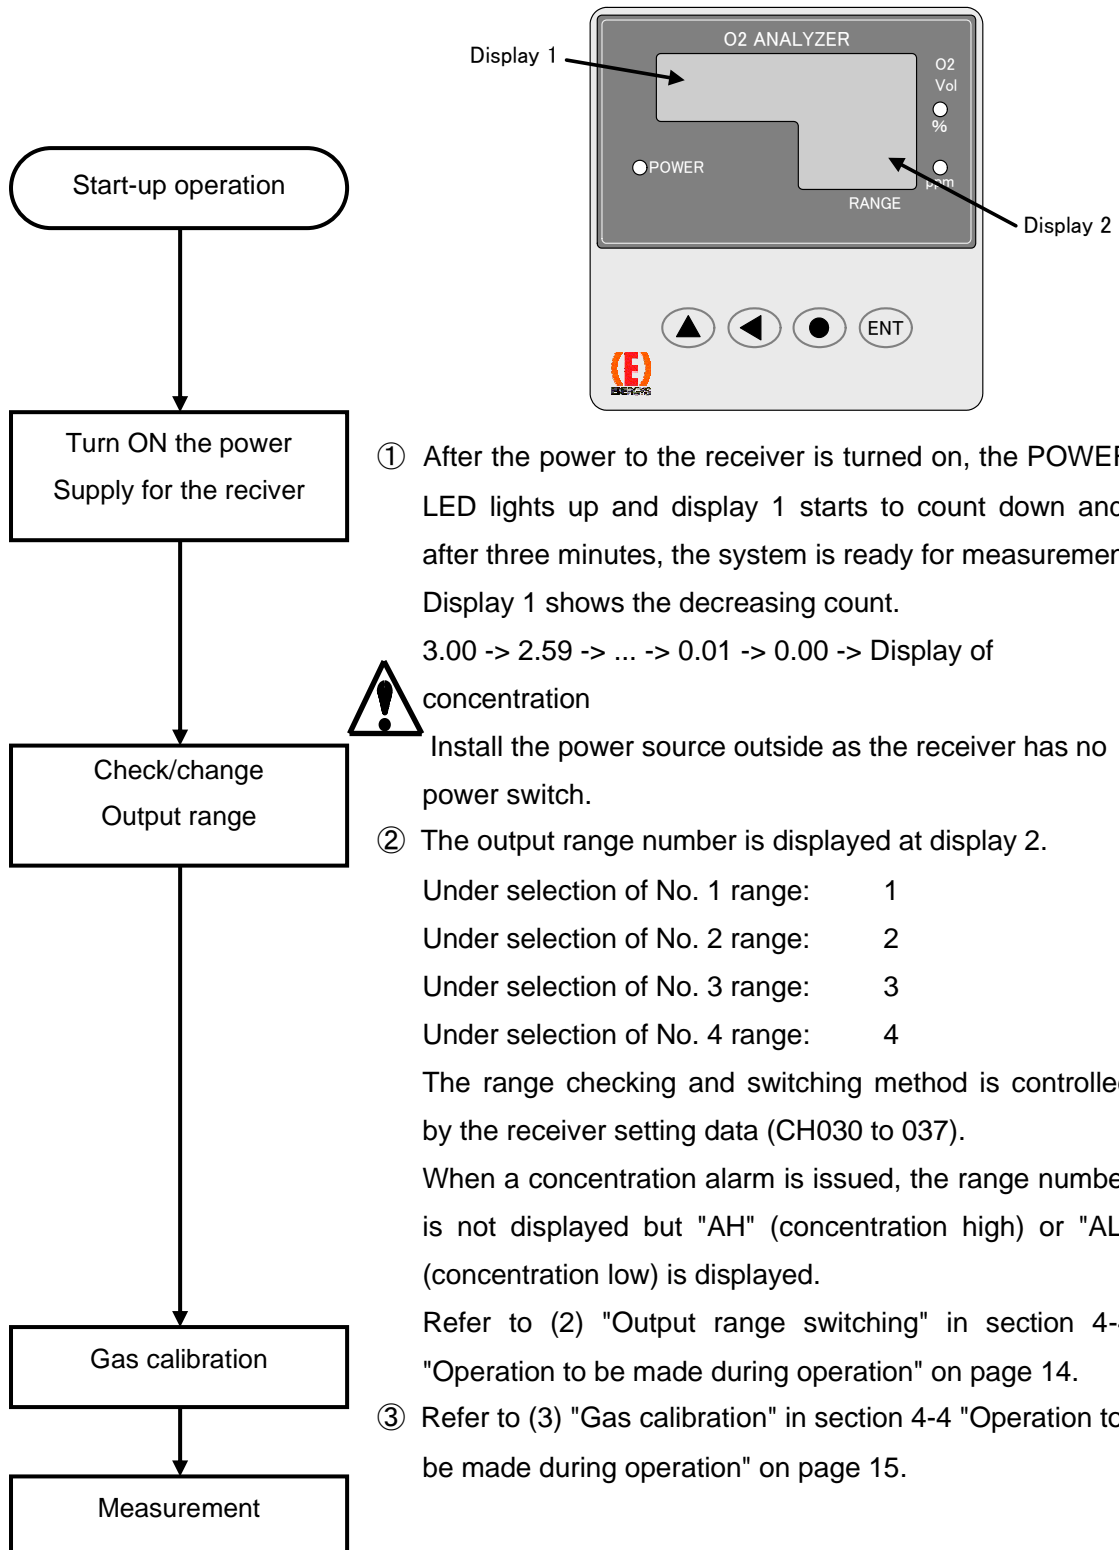 O2 ANALYZER
Display 1
O2
Vol
%
POWER
ppm
RANGE
Display 2
ENT
(E)
ENERGYS
Start-up operation
Turn ON the power
Supply for the reciver
① After the power to the receiver is turned on, the POWER
LED lights up and display 1 starts to count down and
after three minutes, the system is ready for measuremen
Display 1 shows the decreasing count.
3.00 -> 2.59 -> ... -> 0.01 -> 0.00 -> Display of
concentration
Install the power source outside as the receiver has no
power switch.
Check/change
Output range
② The output range number is displayed at display 2.
Under selection of No. 1 range: 1
Under selection of No. 2 range: 2
Under selection of No. 3 range: 3
Under selection of No. 4 range: 4
The range checking and switching method is controlled
by the receiver setting data (CH030 to 037).
When a concentration alarm is issued, the range numbe
is not displayed but "AH" (concentration high) or "AL
(concentration low) is displayed.
Refer to (2) "Output range switching" in section 4-4
"Operation to be made during operation" on page 14.
Gas calibration
③ Refer to (3) "Gas calibration" in section 4-4 "Operation to
be made during operation" on page 15.
Measurement